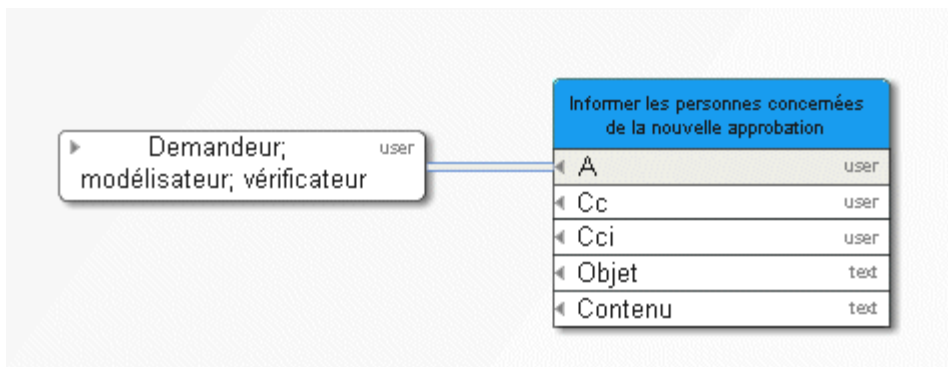 Informer les personnes concernées
de la nouvelle approbation
Demandeur; user
modélisateur; vérificateur
A user
Cc user
Cci user
Objet text
Contenu text